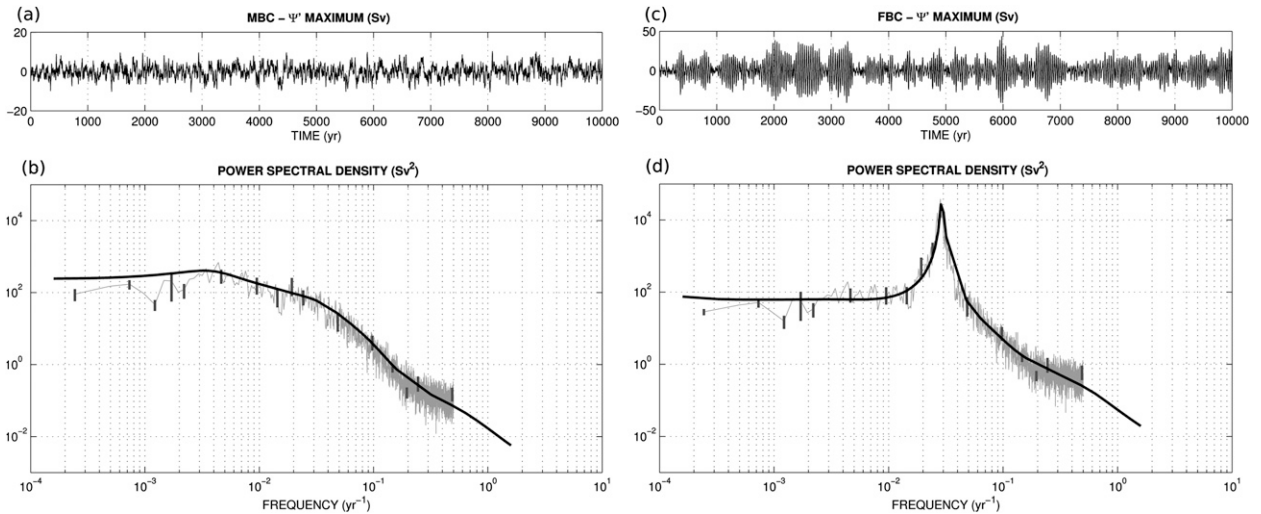 (a)
MBC – Ψ' MAXIMUM (Sv)
20
0
−20
0 1000 2000 3000 4000 5000 6000 7000 8000 9000 10000
TIME (yr)
(b)
POWER SPECTRAL DENSITY (Sv²)
10⁴
10²
10⁰
10⁻²
10⁻⁴ 10⁻³ 10⁻² 10⁻¹ 10⁰ 10¹
FREQUENCY (yr⁻¹)
(c)
FBC – Ψ' MAXIMUM (Sv)
50
0
−50
0 1000 2000 3000 4000 5000 6000 7000 8000 9000 10000
TIME (yr)
(d)
POWER SPECTRAL DENSITY (Sv²)
10⁴
10²
10⁰
10⁻²
10⁻⁴ 10⁻³ 10⁻² 10⁻¹ 10⁰ 10¹
FREQUENCY (yr⁻¹)